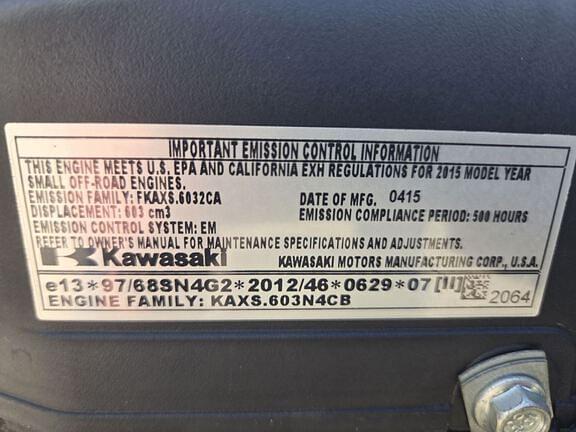 IMPORTANT EMISSION CONTROL INFORMATION
THIS ENGINE MEETS U.S. EPA AND CALIFORNIA EXH REGULATIONS FOR 2015 MODEL YEAR
SMALL OFF-ROAD ENGINES.
EMISSION FAMILY: FKAXS.6032CA DATE OF MFG. 0415
DISPLACEMENT: 603 cm3 EMISSION COMPLIANCE PERIOD: 500 HOURS
EMISSION CONTROL SYSTEM: EM
REFER TO OWNER'S MANUAL FOR MAINTENANCE SPECIFICATIONS AND ADJUSTMENTS.
Kawasaki KAWASAKI MOTORS MANUFACTURING CORP., U.S.A.
e13*97/68SN4G2*2012/46*0629*07 [II] 2064
ENGINE FAMILY: KAXS.603N4CB